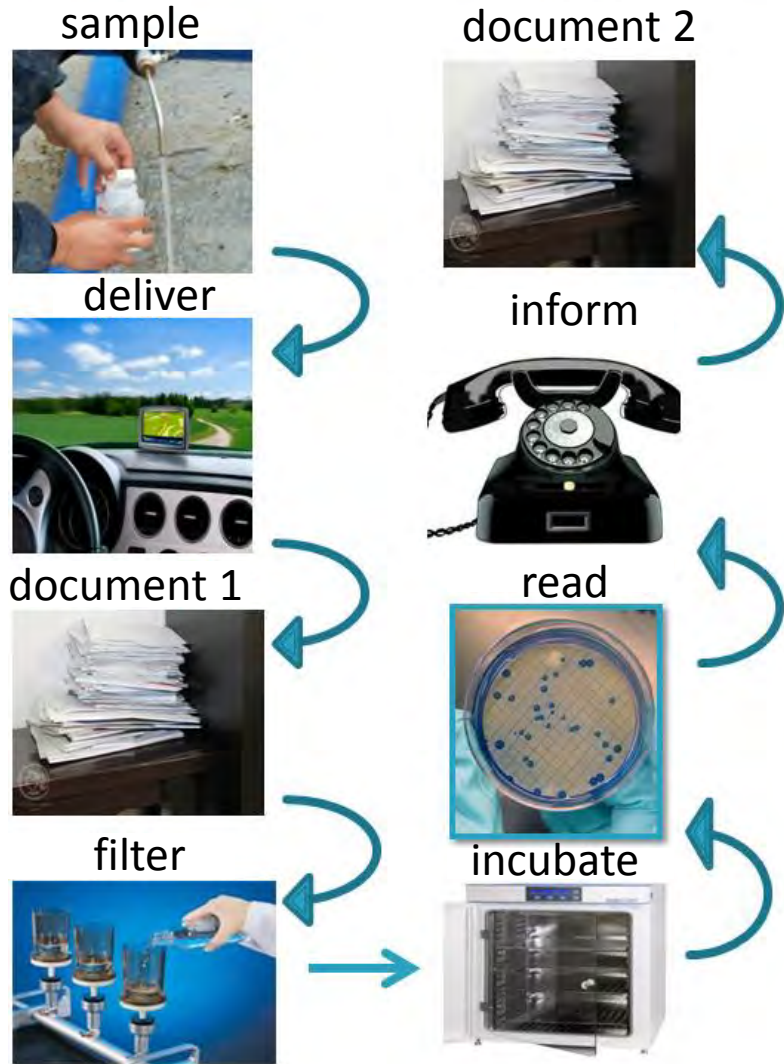 sample
deliver
document 1
filter
incubate
read
inform
document 2